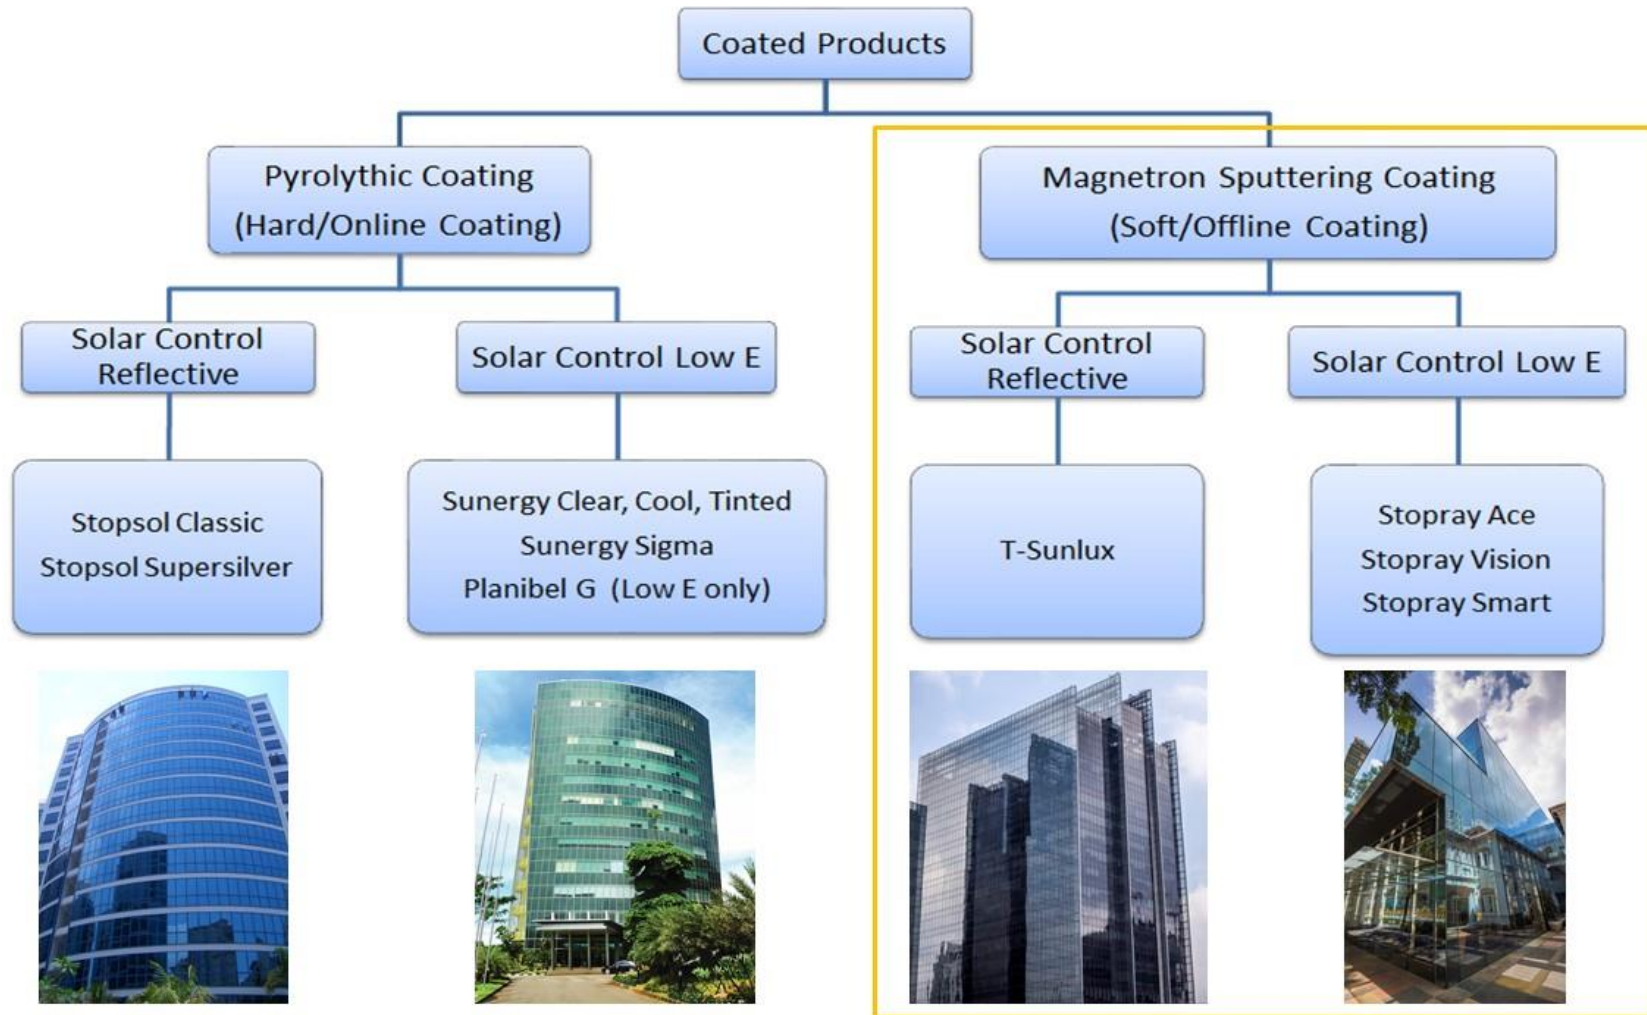 Coated Products
Pyrolythic Coating
(Hard/Online Coating)
Magnetron Sputtering Coating
(Soft/Offline Coating)
Solar Control
Reflective
Solar Control Low E
Solar Control
Reflective
Solar Control Low E
Stopsol Classic
Stopsol Supersilver
Sunergy Clear, Cool, Tinted
Sunergy Sigma
Planibel G (Low E only)
T-Sunlux
Stopray Ace
Stopray Vision
Stopray Smart